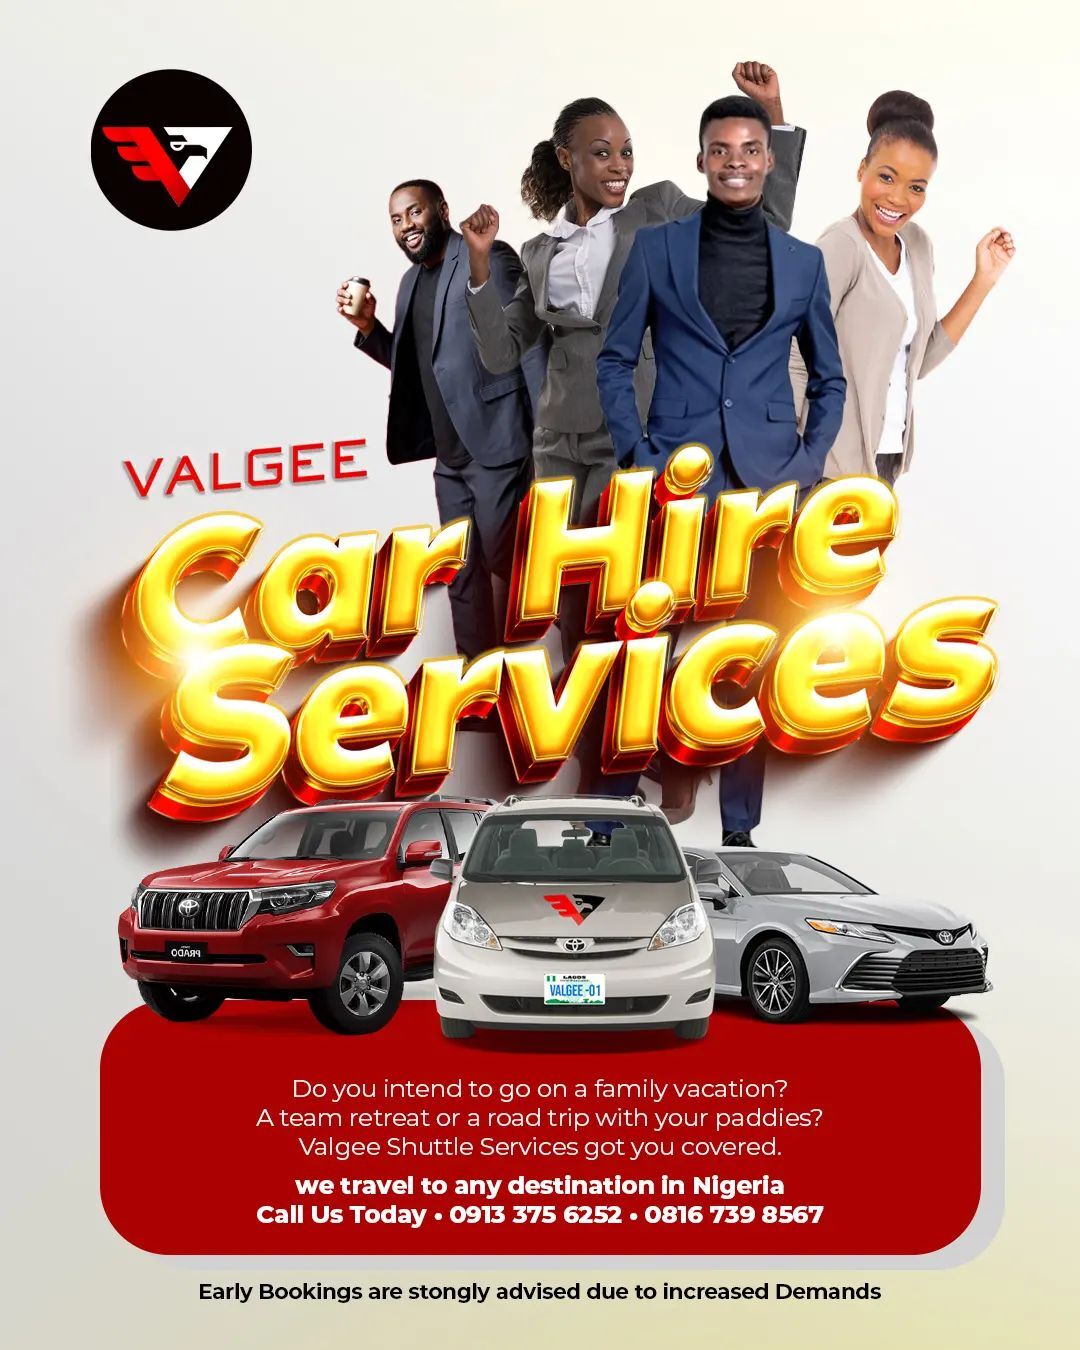 VALGEE
Car Hire
Services
PRADO
LAGOS
VALGEE -01
Do you intend to go on a family vacation?
A team retreat or a road trip with your paddies?
Valgee Shuttle Services got you covered.
we travel to any destination in Nigeria
Call Us Today • 0913 375 6252 • 0816 739 8567
Early Bookings are stongly advised due to increased Demands